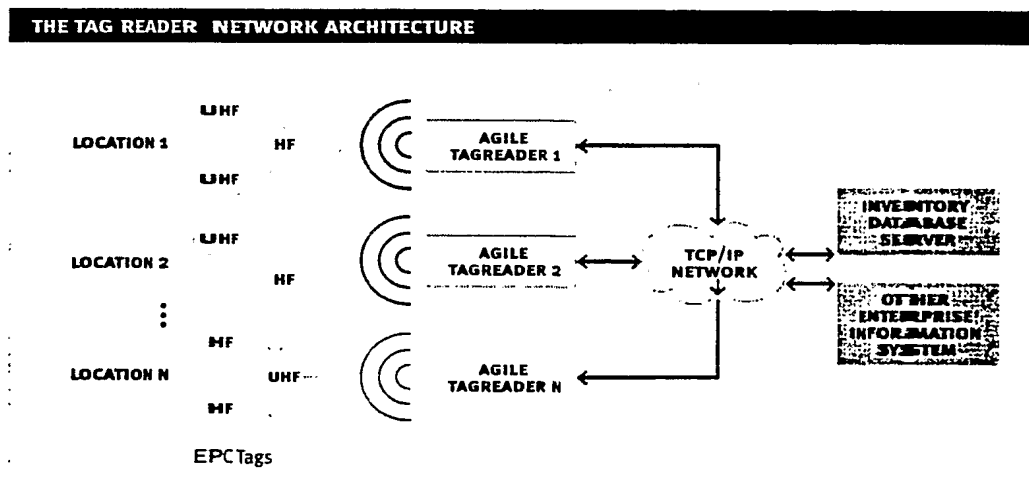 THE TAG READER NETWORK ARCHITECTURE
UHF
LOCATION 1
HF
UHF
AGILE
TAGREADER 1
UHF
LOCATION 2
HF
AGILE
TAGREADER 2
TCP/IP
NETWORK
INVENTORY
DATABASE
SERVER
OTHER
ENTERPRISE
INFORMATION
SYSTEM
HF
LOCATION N
UHF
HF
AGILE
TAGREADER N
EPC Tags